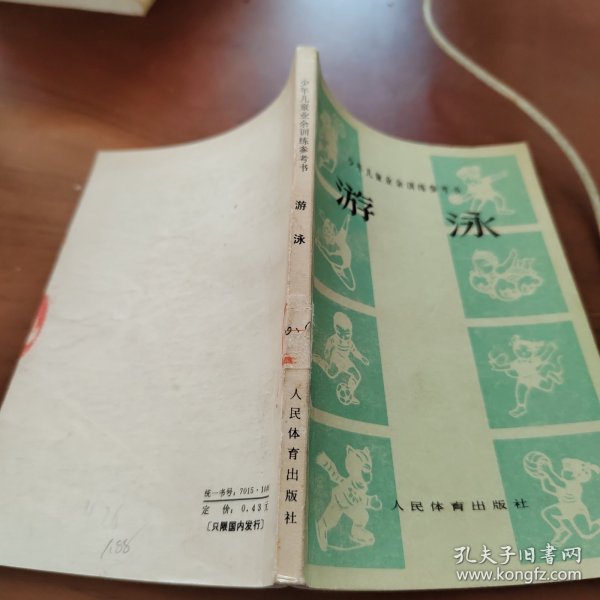 少年儿童业余训练参考书
游泳
人民体育出版社
少年儿童业余训练参考书
游泳
人民体育出版社
统一书号：7015·
定价：0.43元
〔只限国内发行〕
1.88
孔夫子旧书网
www.kongfz.com